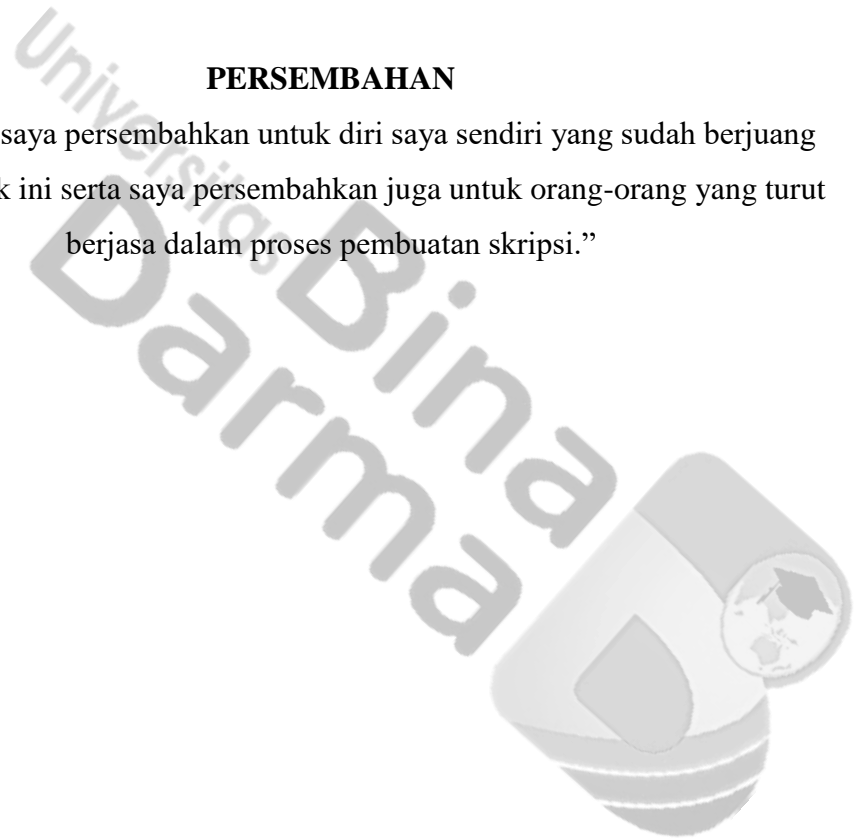 PERSEMBAHAN
saya persembahkan untuk diri saya sendiri yang sudah berjuang
ini serta saya persembahkan juga untuk orang-orang yang turut
berjasa dalam proses pembuatan skripsi.”
Universitas
Bina
Darma